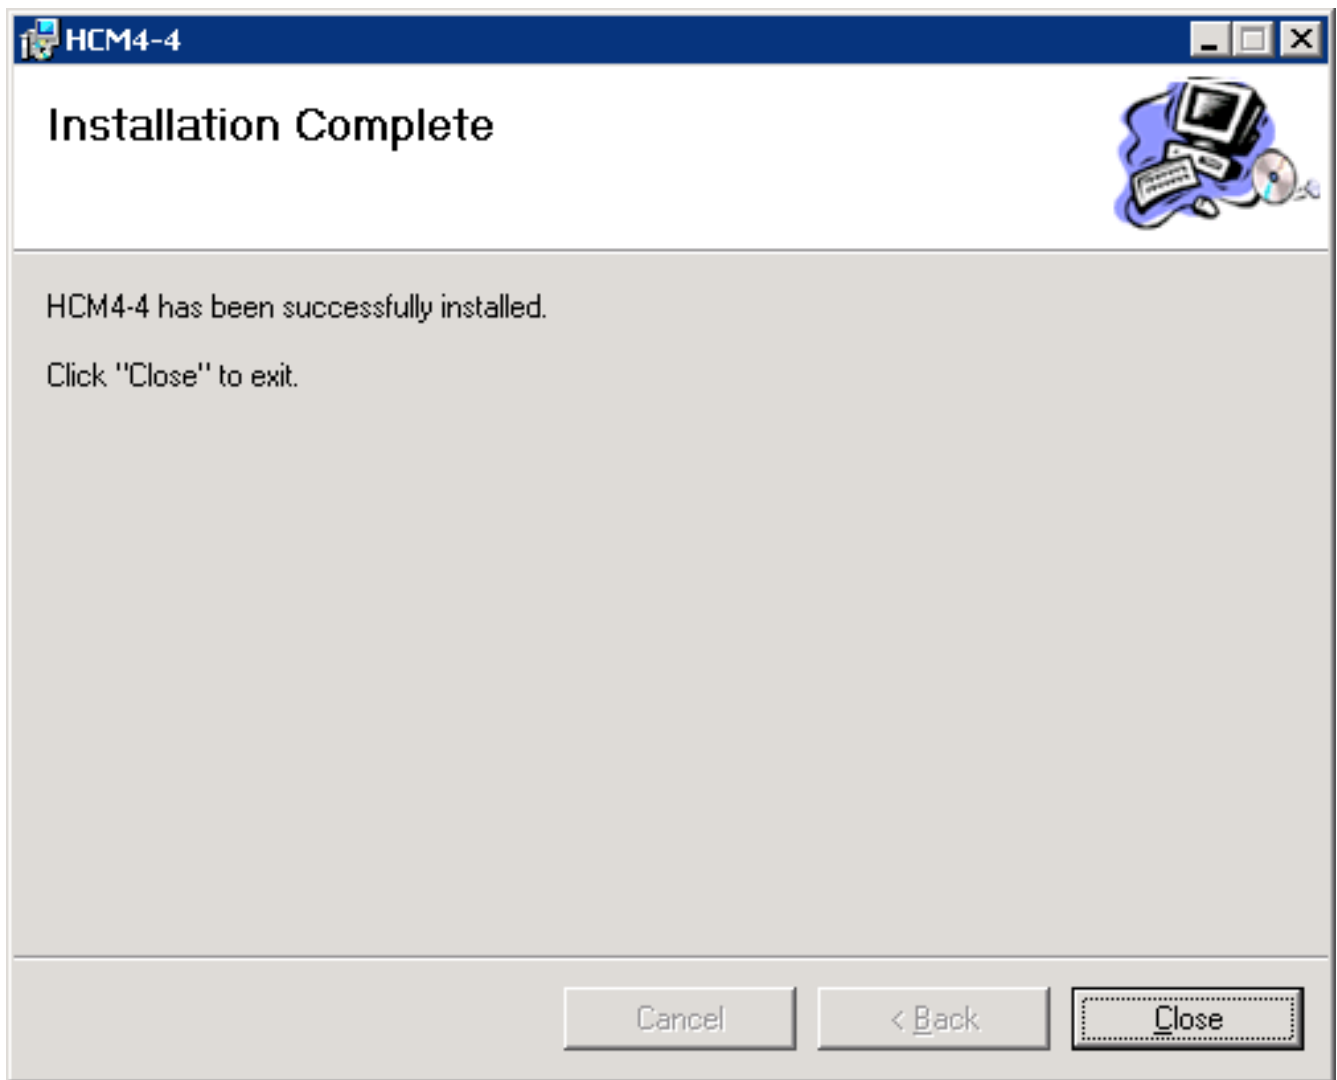 HCM4-4
Installation Complete
HCM4-4 has been successfully installed.
Click "Close" to exit.
Cancel
< Back
Close